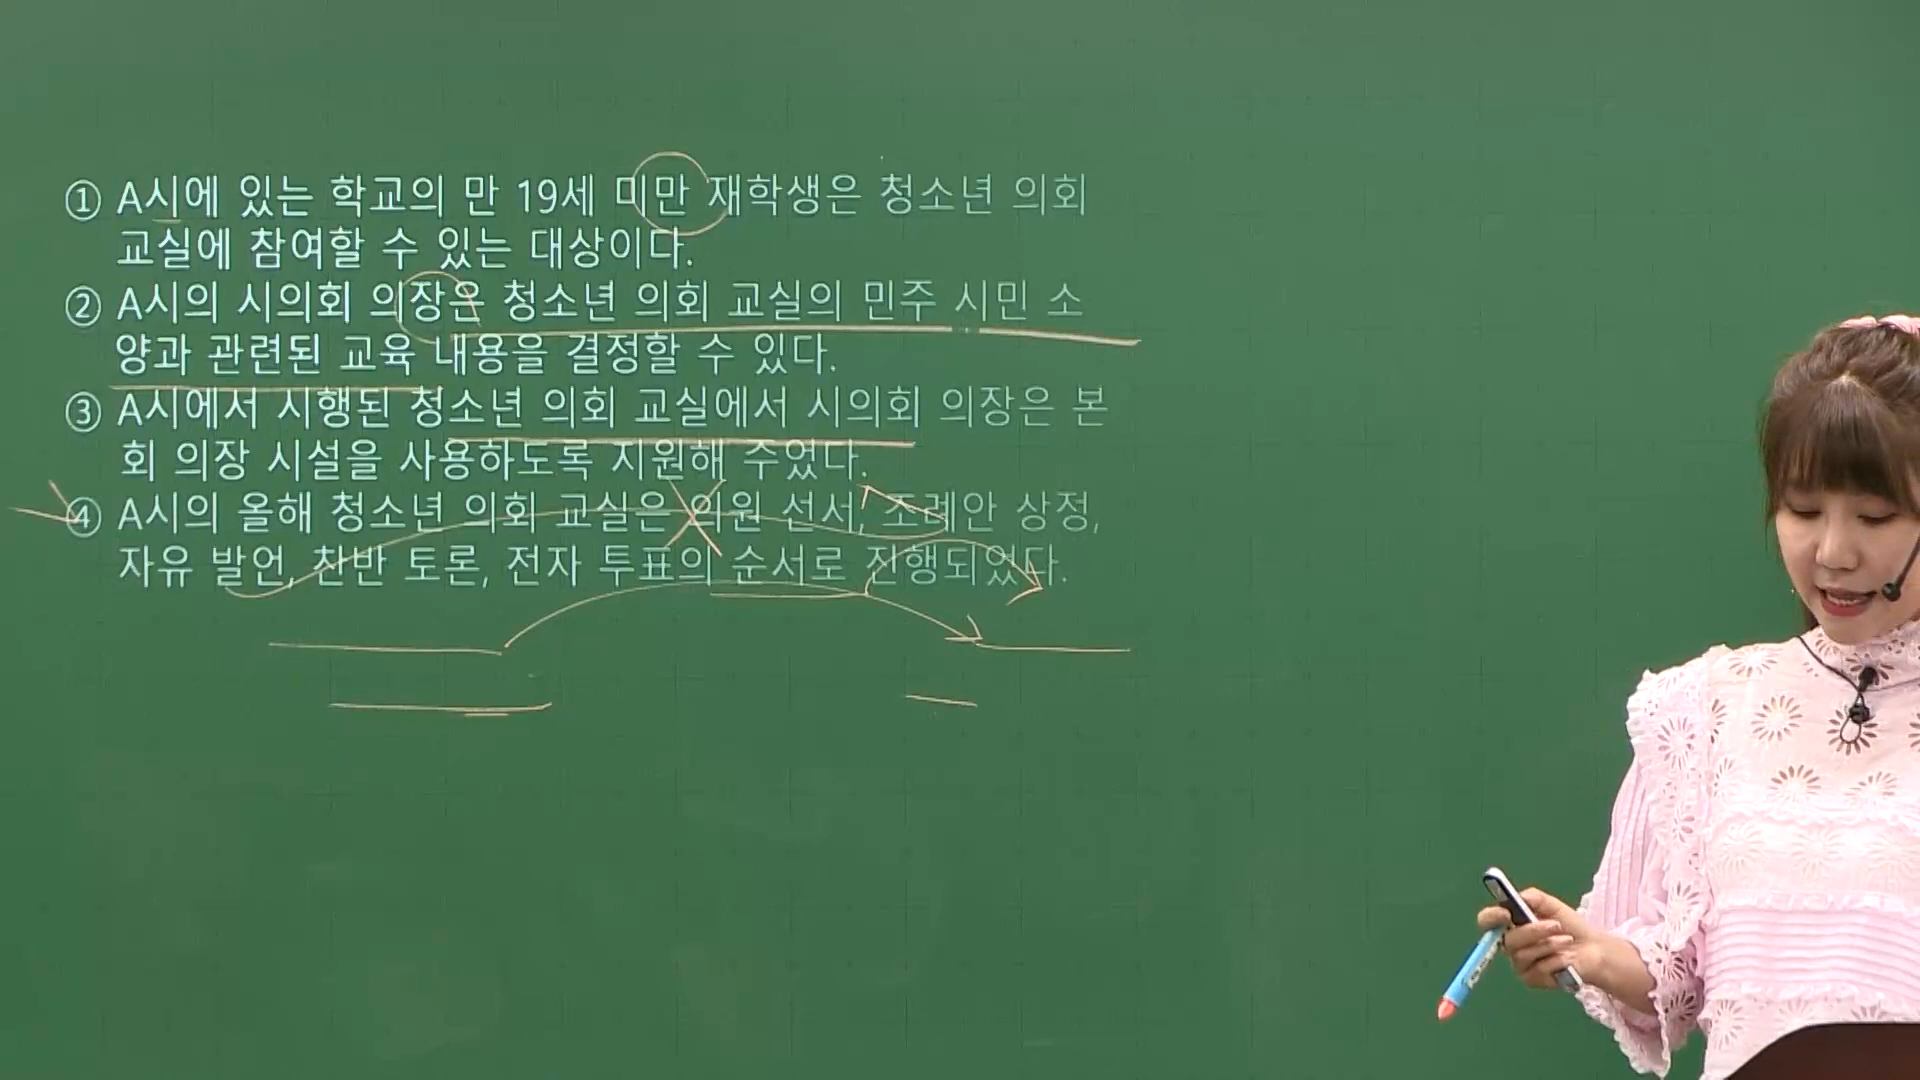 ① A시에 있는 학교의 만 19세 미만 재학생은 청소년 의회
교실에 참여할 수 있는 대상이다.
② A시의 시의회 의장은 청소년 의회 교실의 민주 시민 소
양과 관련된 교육 내용을 결정할 수 있다.
③ A시에서 시행된 청소년 의회 교실에서 시의회 의장은 본
회 의장 시설을 사용하도록 지원해 주었다.
④ A시의 올해 청소년 의회 교실은 의원 선서, 조례안 상정,
자유 발언, 찬반 토론, 전자 투표의 순서로 진행되었다.